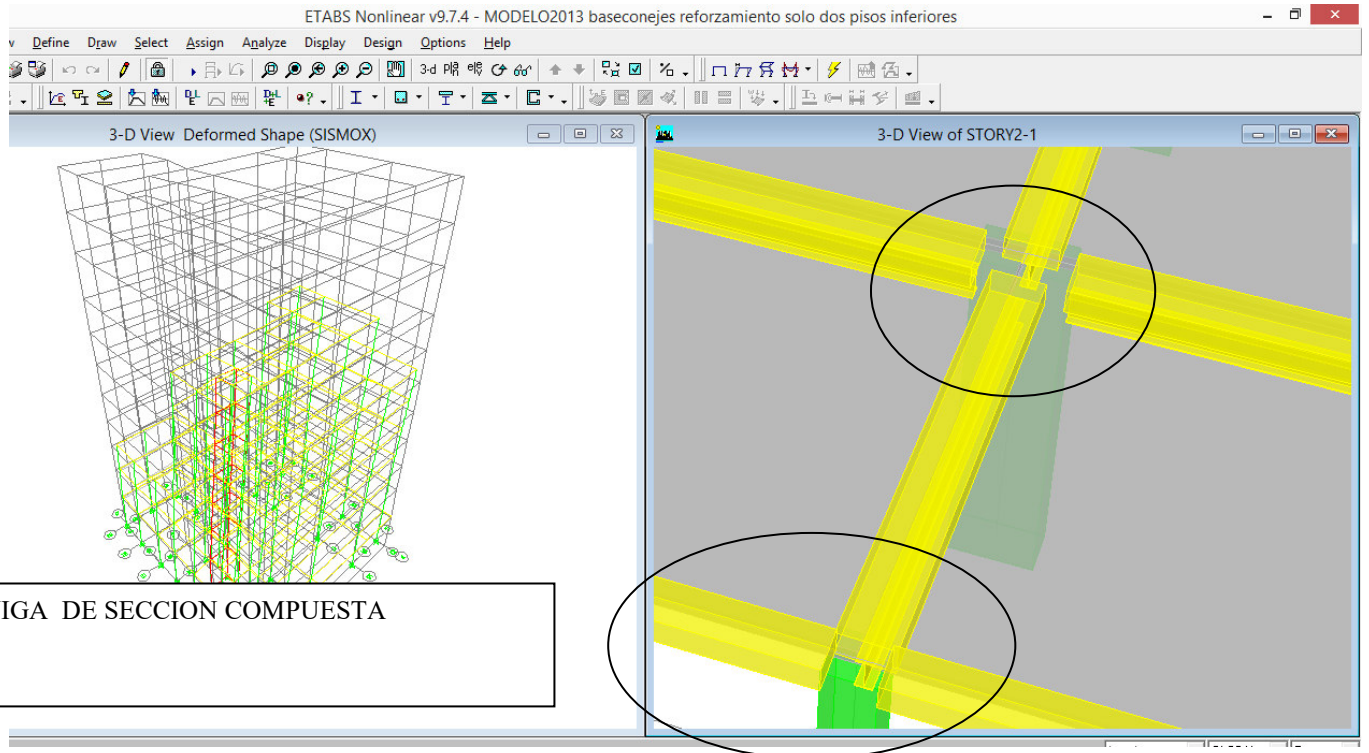 ETABS Nonlinear v9.7.4 - MODELO2013 baseconejes reforzamiento solo dos pisos inferiores
Define Draw Select Assign Analyze Display Design Options Help
3-d
3-D View Deformed Shape (SISMOX)
3-D View of STORY2-1
IGA DE SECCION COMPUESTA